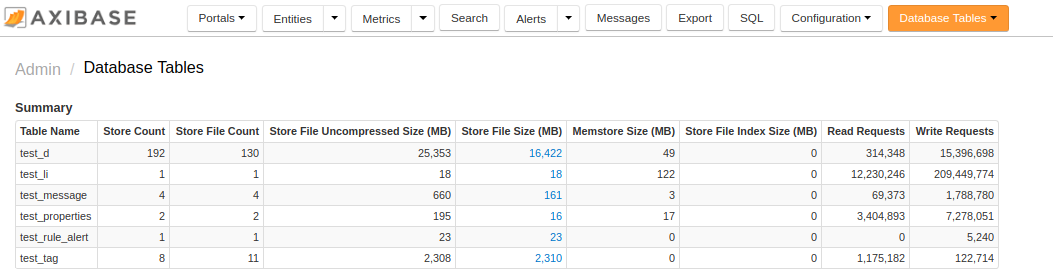 AXIBASE Portals Entities Metrics Search Alerts Messages Export SQL Configuration Database Tables
Admin / Database Tables
Summary
Table Name Store Count Store File Count Store File Uncompressed Size (MB) Store File Size (MB) Memstore Size (MB) Store File Index Size (MB) Read Requests Write Requests
test_d 192 130 25,353 16,422 49 0 314,348 15,396,698
test_li 1 1 18 18 122 0 12,230,246 209,449,774
test_message 4 4 660 161 3 0 69,373 1,788,780
test_properties 2 2 195 16 17 0 3,404,893 7,278,051
test_rule_alert 1 1 23 23 0 0 0 5,240
test_tag 8 11 2,308 2,310 0 0 1,175,182 122,714